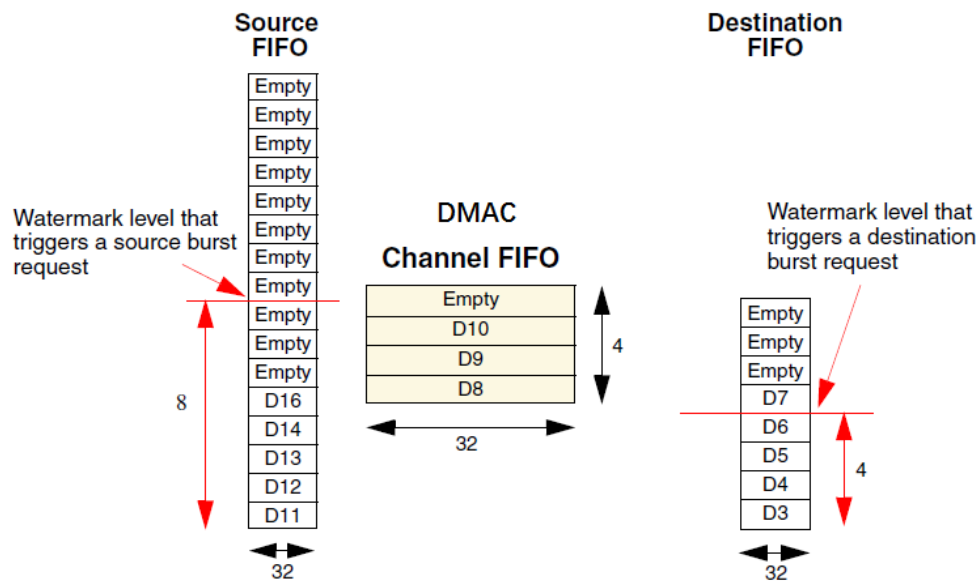 Source
FIFO
Empty
Empty
Empty
Empty
Empty
Empty
Empty
Empty
Empty
Empty
Empty
D16
D14
D13
D12
D11
32
Watermark level that
triggers a source burst
request
8
DMAC
Channel FIFO
Empty
D10
D9
D8
4
32
Destination
FIFO
Watermark level that
triggers a destination
burst request
Empty
Empty
Empty
D7
D6
D5
D4
D3
4
32